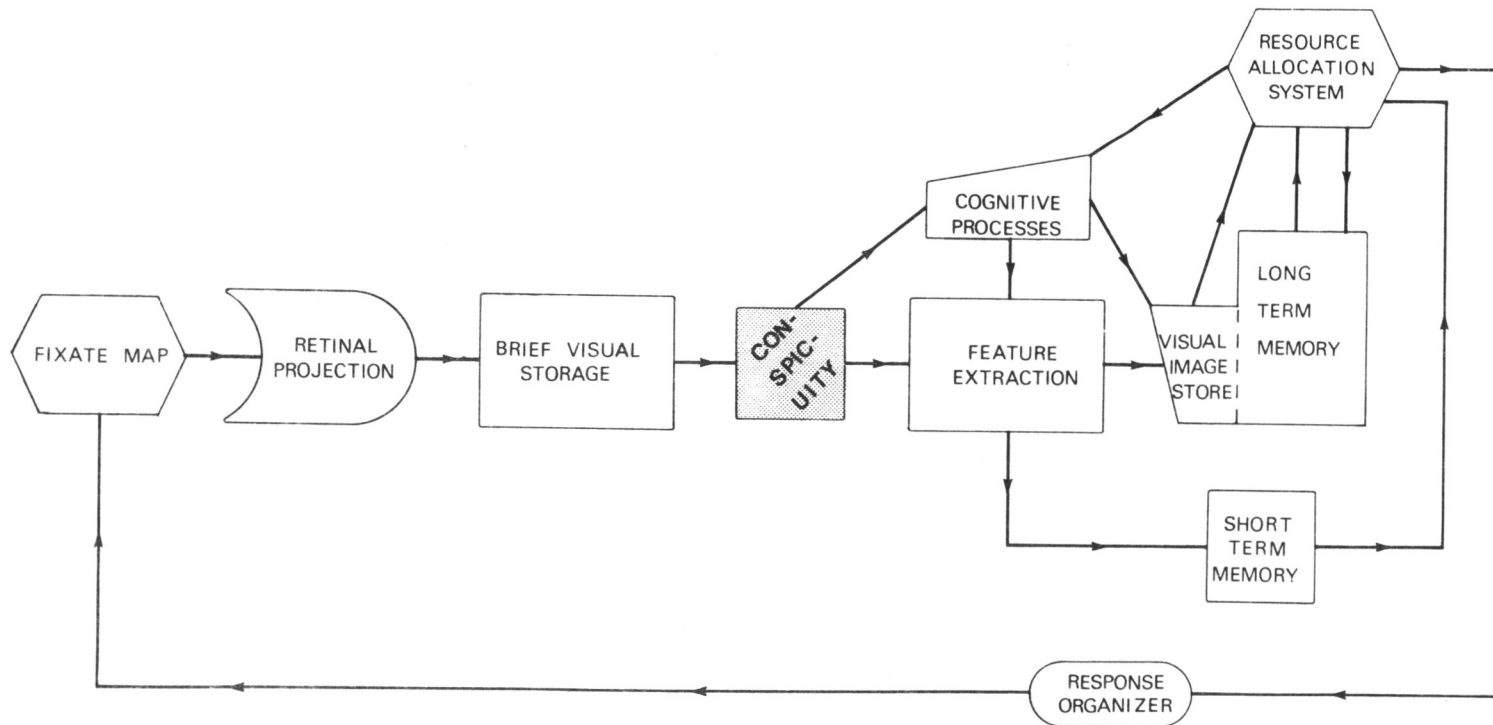 FIXATE MAP
RETINAL
PROJECTION
BRIEF VISUAL
STORAGE
CON-
SPIC-
UITY
COGNITIVE
PROCESSES
FEATURE
EXTRACTION
VISUAL
IMAGE
STORE
LONG
TERM
MEMORY
RESOURCE
ALLOCATION
SYSTEM
SHORT
TERM
MEMORY
RESPONSE
ORGANIZER